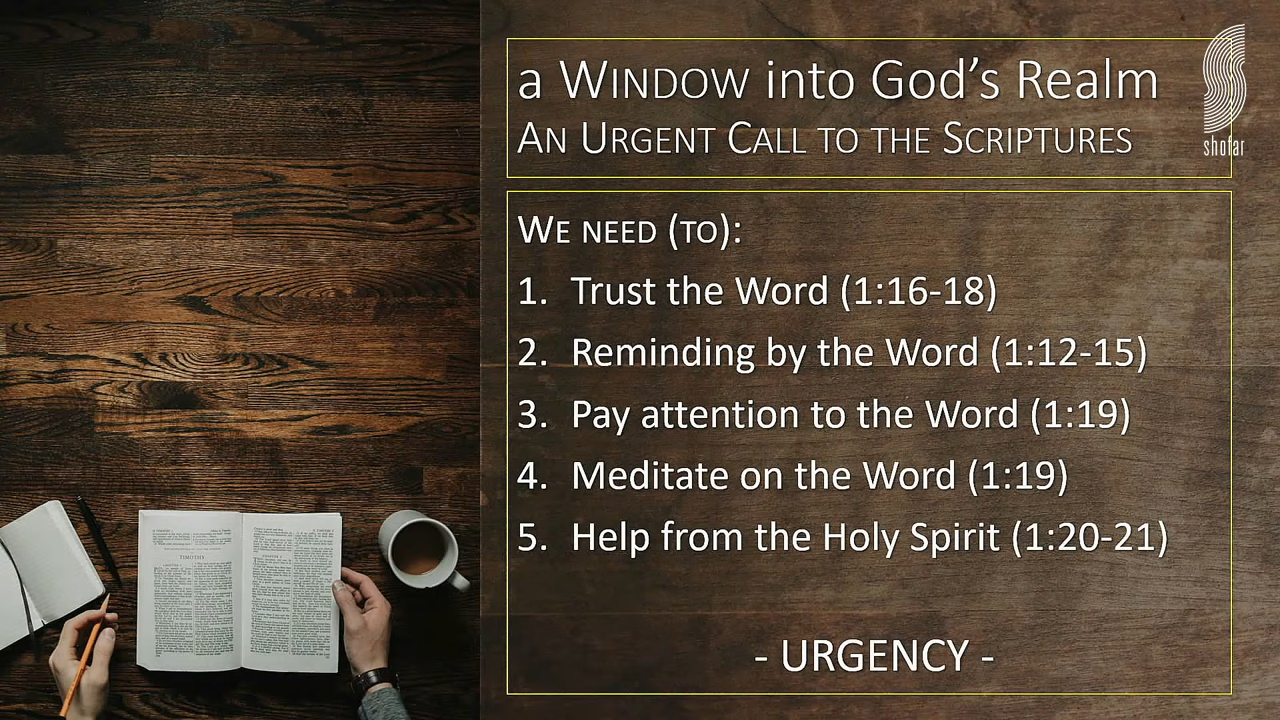 a WINDOW into God's Realm
AN URGENT CALL TO THE SCRIPTURES
shofar
WE NEED (TO):
1. Trust the Word (1:16-18)
2. Reminding by the Word (1:12-15)
3. Pay attention to the Word (1:19)
4. Meditate on the Word (1:19)
5. Help from the Holy Spirit (1:20-21)
- URGENCY -
TIMOTHY